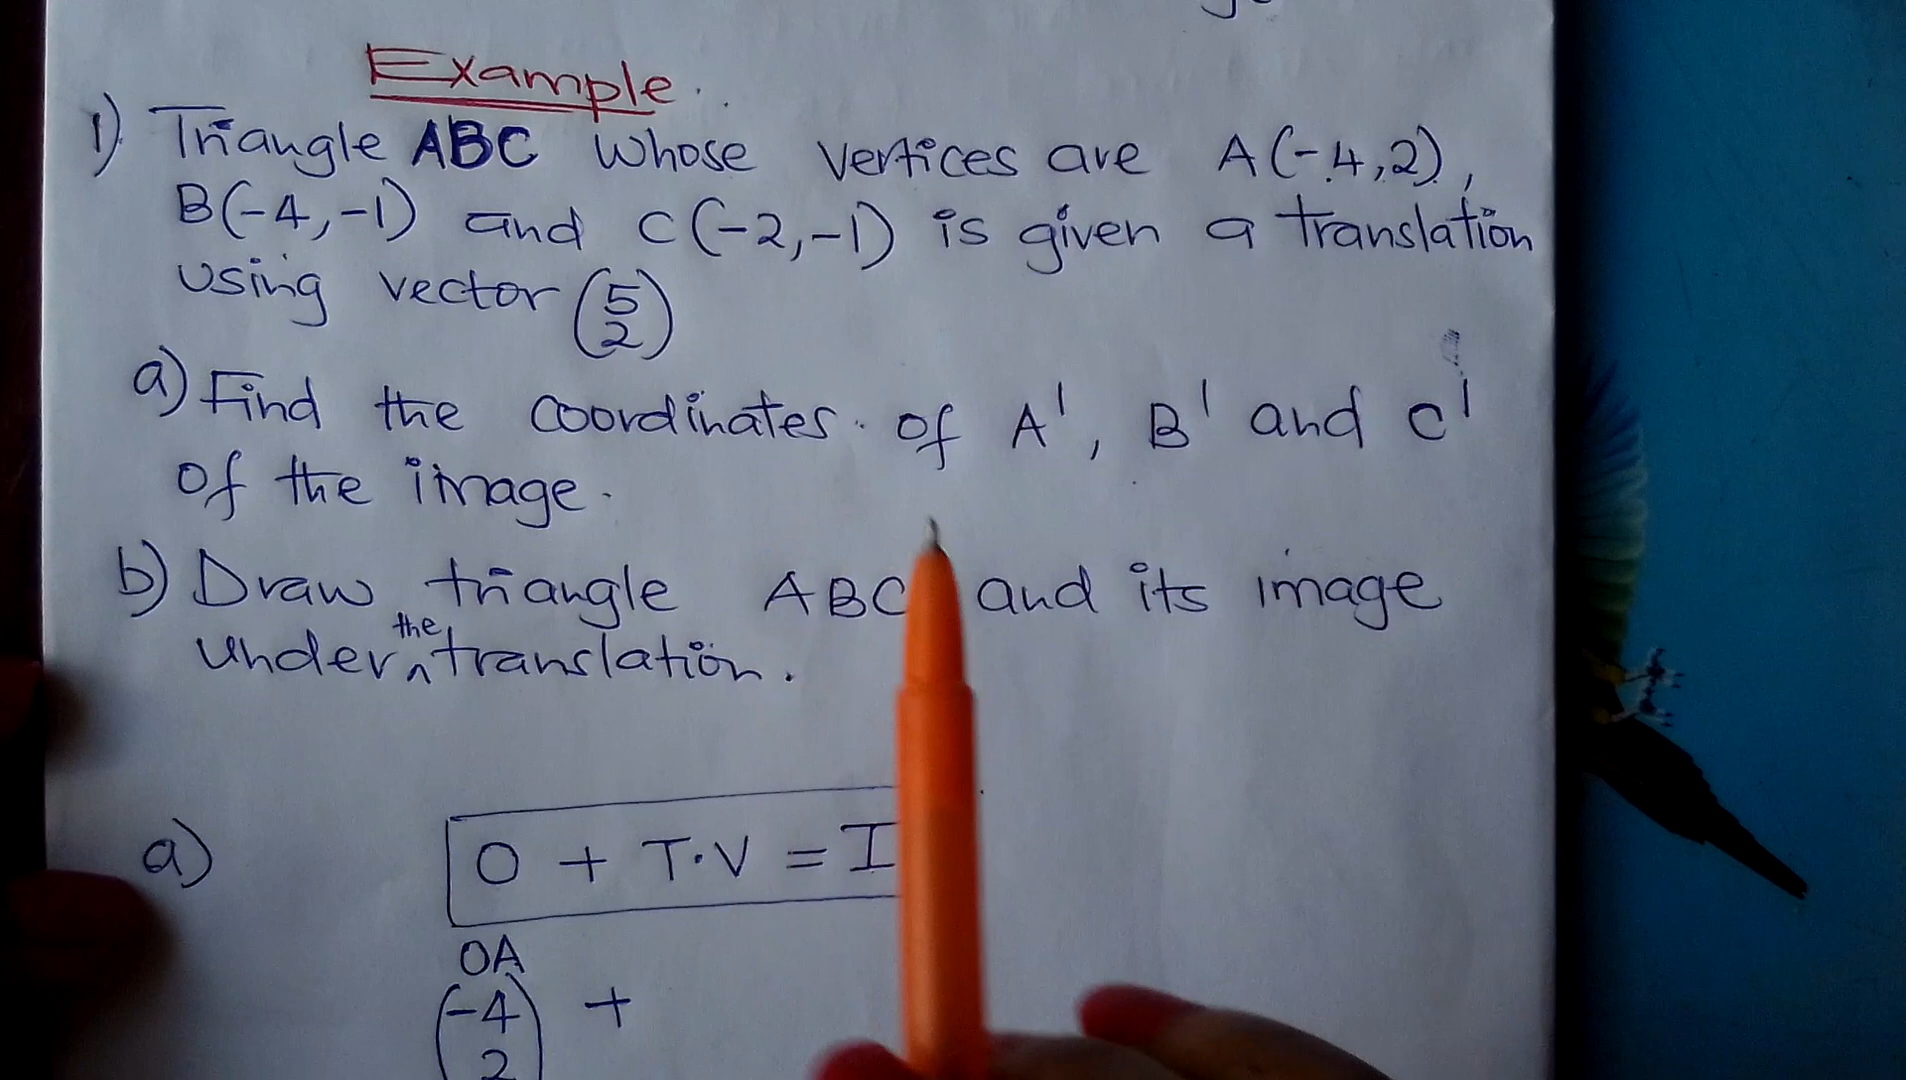 Example.
1) Triangle ABC whose vertices are A(-4,2),
B(-4,-1) and C(-2,-1) is given a translation
using vector (5
2)
a) Find the coordinates of A', B' and C'
of the image.
b) Draw triangle ABC and its image
under the translation.
a) O + T.V = I
OA
(-4
2) +